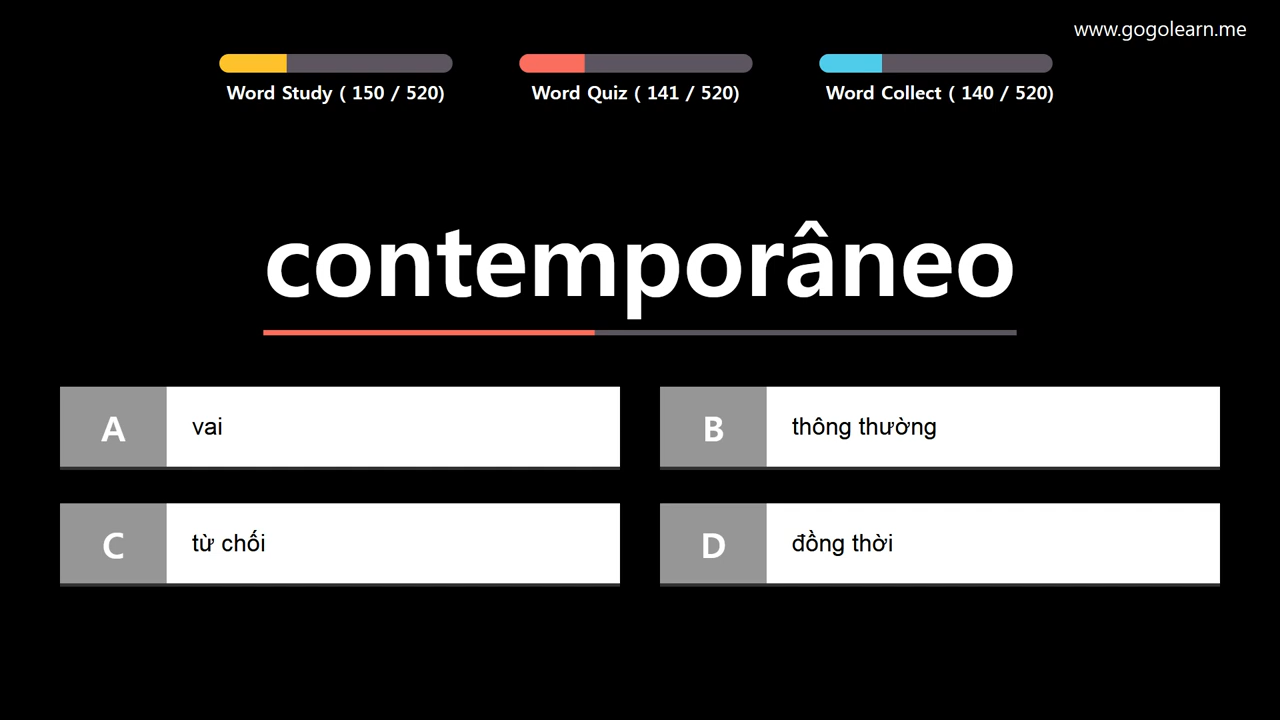 www.gogolearn.me
Word Study ( 150 / 520)
Word Quiz ( 141 / 520)
Word Collect ( 140 / 520)
contemporâneo
A vai
B thông thường
C từ chối
D đồng thời